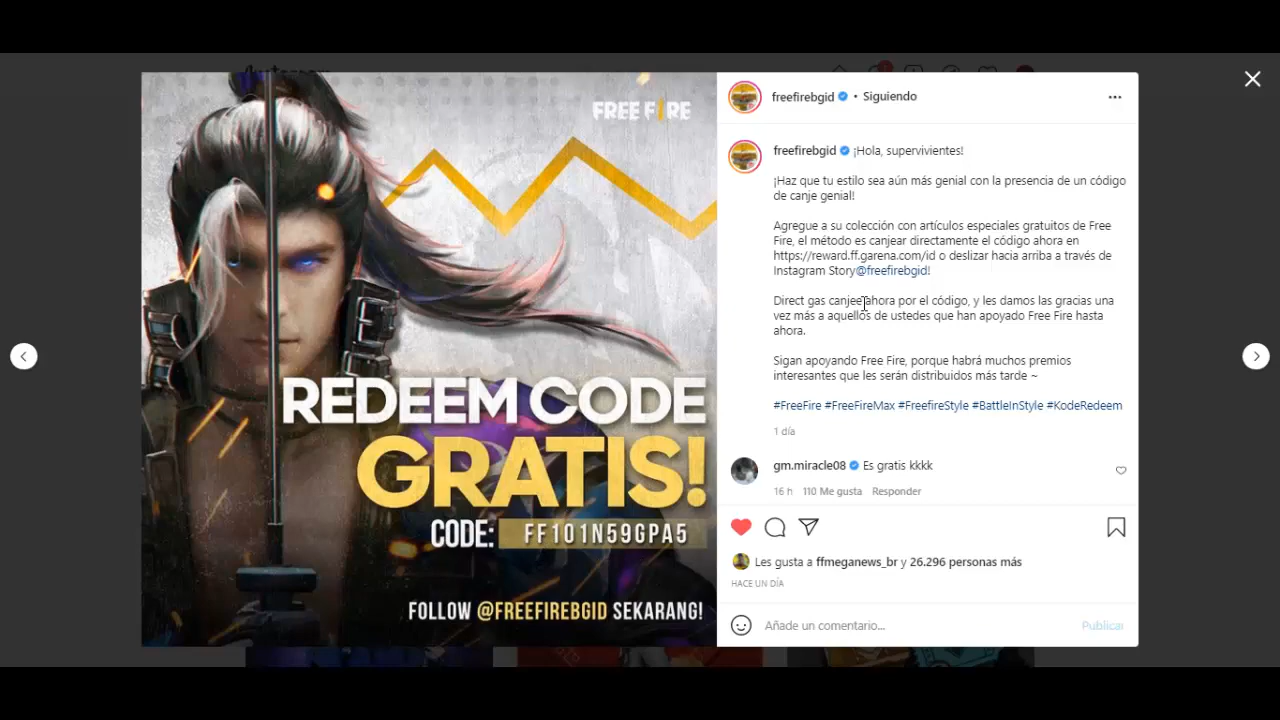 FREE FIRE
REDEEM CODE
GRATIS!
CODE: FF101N59GPA5
FOLLOW @FREEFIREBGID SEKARANG!
freefirebgid • Siguiendo
freefirebgid ¡Hola, supervivientes!
¡Haz que tu estilo sea aún más genial con la presencia de un código
de canje genial!
Agregue a su colección con artículos especiales gratuitos de Free
Fire, el método es canjear directamente el código ahora en
https://reward.ff.garena.com/id o deslizar hacia arriba a través de
Instagram Story@freefirebgid!
Direct gas canjee ahora por el código, y les damos las gracias una
vez más a aquellos de ustedes que han apoyado Free Fire hasta
ahora.
Sigan apoyando Free Fire, porque habrá muchos premios
interesantes que les serán distribuidos más tarde ~
#FreeFire #FreeFireMax #FreefireStyle #BattleInStyle #KodeRedeem
1 día
gm.miracle08 Es gratis kkkk
16 h 110 Me gusta Responder
Les gusta a ffmeganews_br y 26.296 personas más
HACE UN DÍA
Añade un comentario...
Publicar